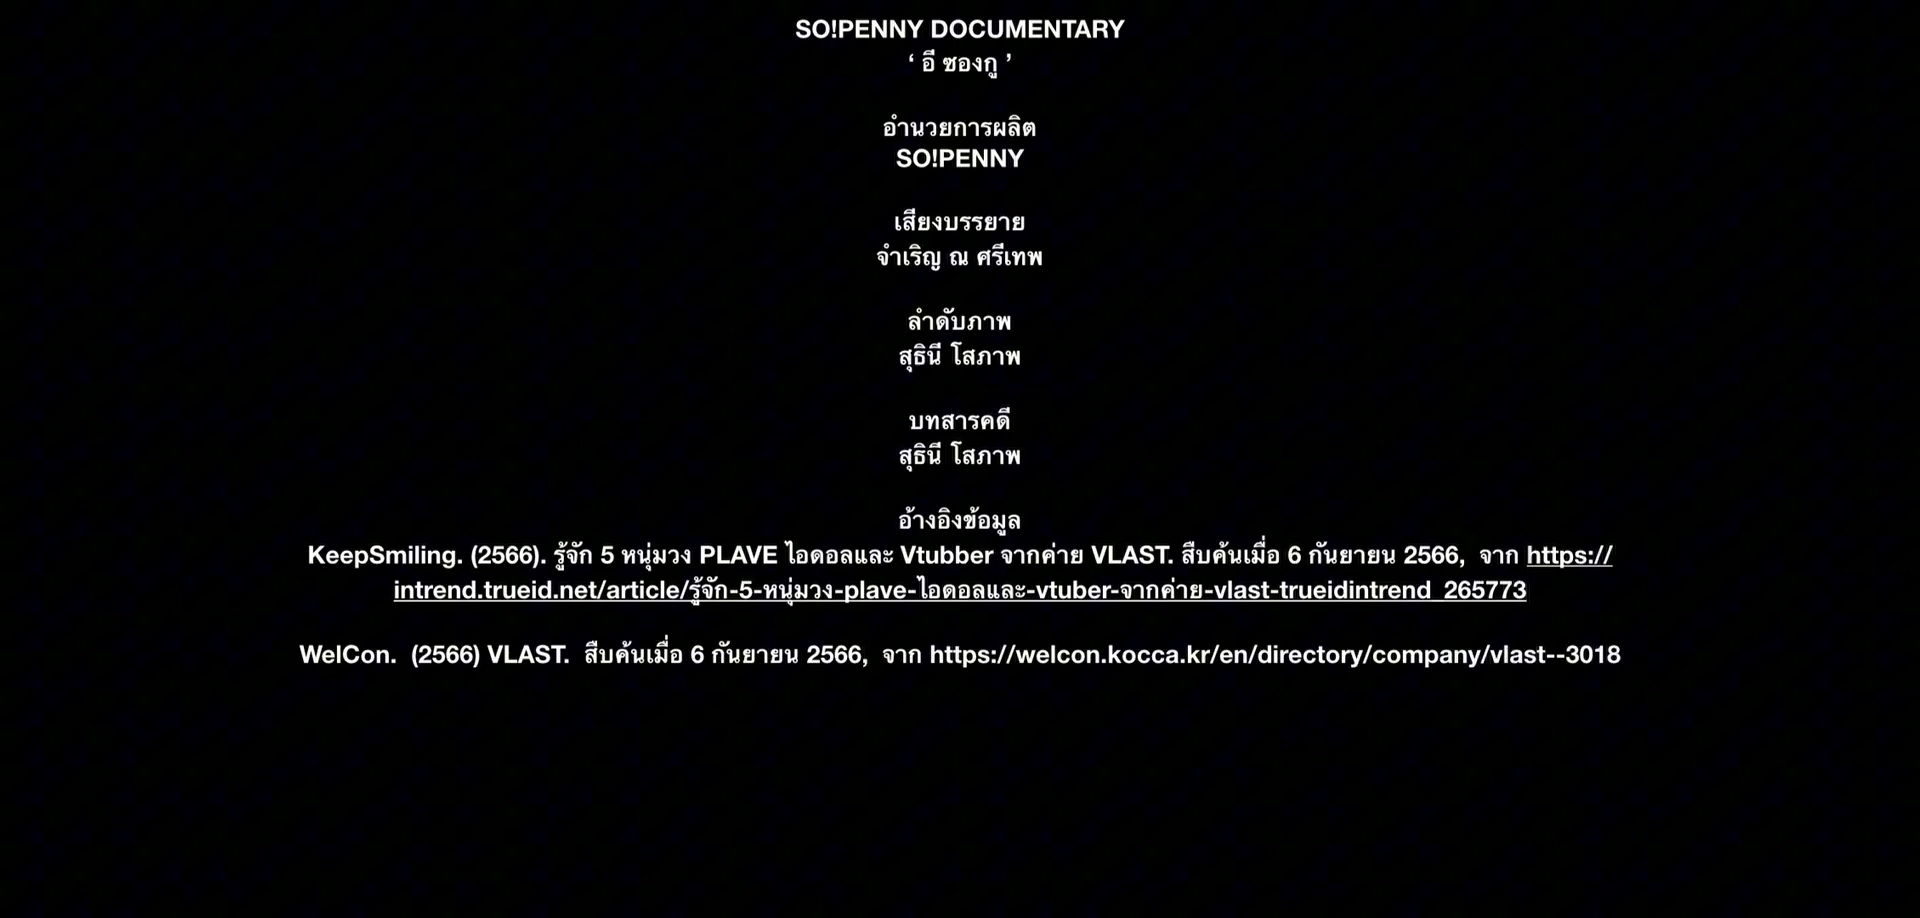 SO!PENNY DOCUMENTARY
‘ อี ซองกู ’
อำนวยการผลิต
SO!PENNY
เสียงบรรยาย
จำเริญ ณ ศรีเทพ
ลำดับภาพ
สุธินี โสภาพ
บทสารคดี
สุธินี โสภาพ
อ้างอิงข้อมูล
KeepSmiling. (2566). รู้จัก 5 หนุ่มวง PLAVE ไอดอลและ Vtubber จากค่าย VLAST. สืบค้นเมื่อ 6 กันยายน 2566, จาก https://
intrend.trueid.net/article/รู้จัก-5-หนุ่มวง-plave-ไอดอลและ-vtuber-จากค่าย-vlast-trueidintrend_265773
WelCon. (2566) VLAST. สืบค้นเมื่อ 6 กันยายน 2566, จาก https://welcon.kocca.kr/en/directory/company/vlast--3018